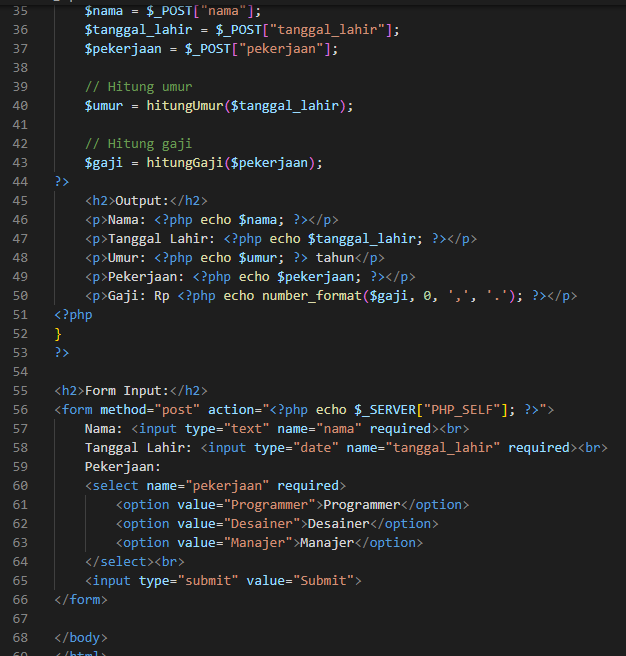 35 $nama = $_POST["nama"];
36 $tanggal_lahir = $_POST["tanggal_lahir"];
37 $pekerjaan = $_POST["pekerjaan"];
38
39 // Hitung umur
40 $umur = hitungUmur($tanggal_lahir);
41
42 // Hitung gaji
43 $gaji = hitungGaji($pekerjaan);
44 ?>
45 <h2>Output:</h2>
46 <p>Nama: <?php echo $nama; ?></p>
47 <p>Tanggal Lahir: <?php echo $tanggal_lahir; ?></p>
48 <p>Umur: <?php echo $umur; ?> tahun</p>
49 <p>Pekerjaan: <?php echo $pekerjaan; ?></p>
50 <p>Gaji: Rp <?php echo number_format($gaji, 0, ',', '.'); ?></p>
51 <?php
52 }
53 ?>
54
55 <h2>Form Input:</h2>
56 <form method="post" action="<?php echo $_SERVER["PHP_SELF"]; ?>">
57 Nama: <input type="text" name="nama" required><br>
58 Tanggal Lahir: <input type="date" name="tanggal_lahir" required><br>
59 Pekerjaan:
60 <select name="pekerjaan" required>
61 <option value="Programmer">Programmer</option>
62 <option value="Desainer">Desainer</option>
63 <option value="Manajer">Manajer</option>
64 </select><br>
65 <input type="submit" value="Submit">
66 </form>
67
68 </body>
69 </html>